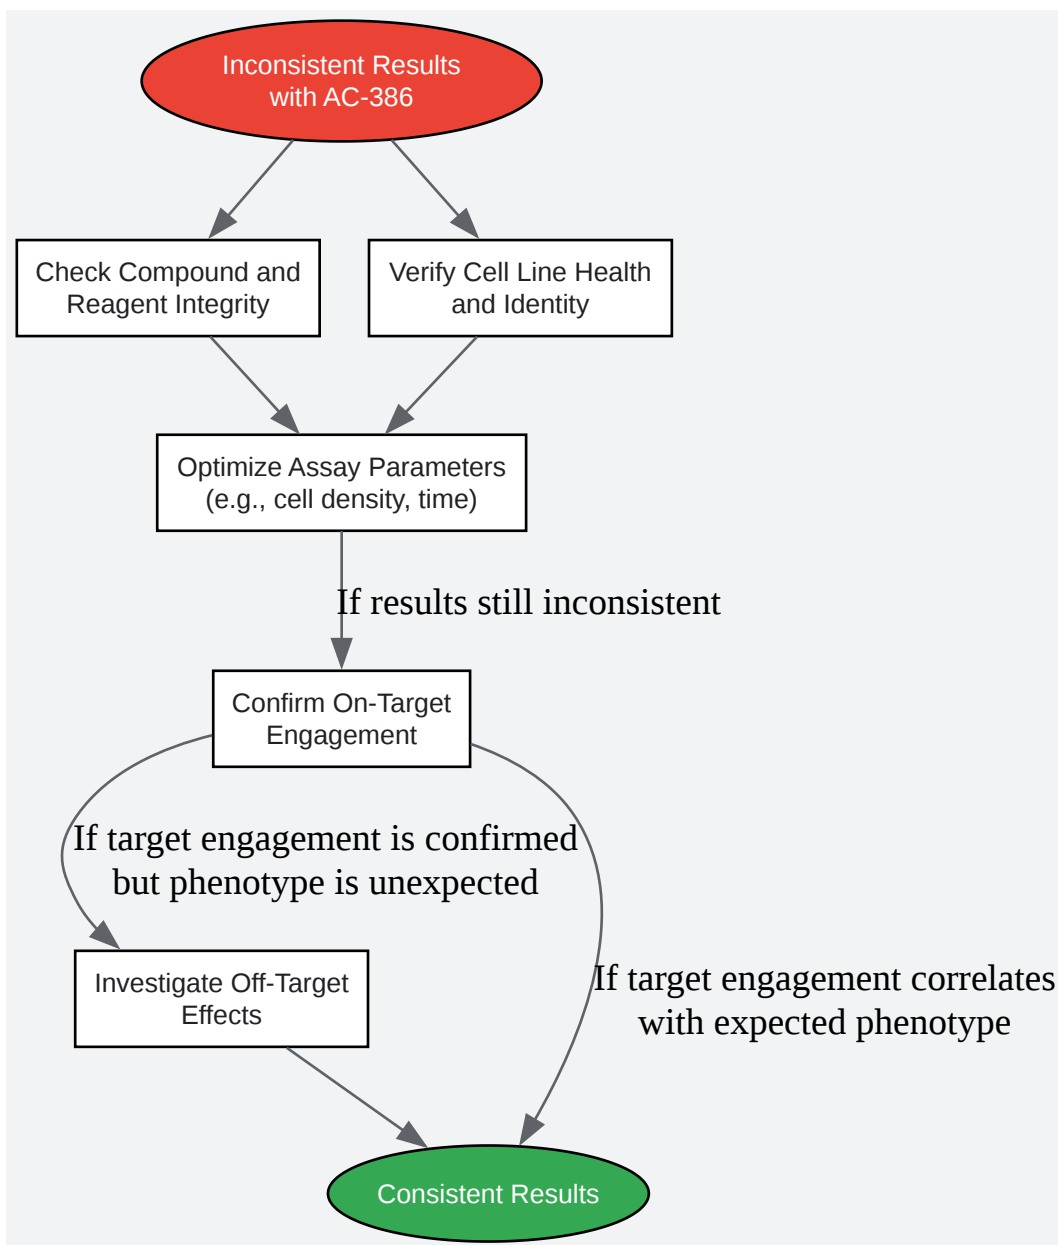 Inconsistent Results
with AC-386
Check Compound and
Reagent Integrity
Verify Cell Line Health
and Identity
Optimize Assay Parameters
(e.g., cell density, time)
If results still inconsistent
Confirm On-Target
Engagement
If target engagement is confirmed
but phenotype is unexpected
Investigate Off-Target
Effects
If target engagement correlates
with expected phenotype
Consistent Results